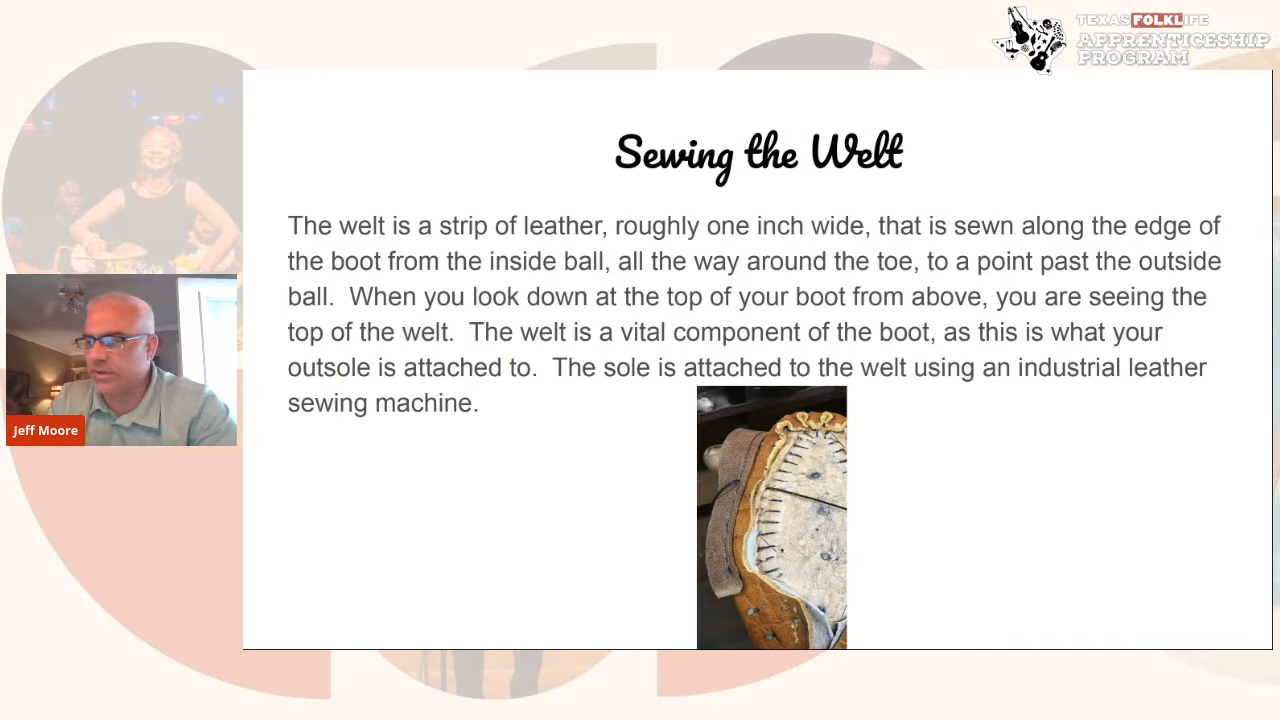 TEXAS FOLKLIFE
APPRENTICESHIP
PROGRAM
Sewing the Welt
The welt is a strip of leather, roughly one inch wide, that is sewn along the edge of
the boot from the inside ball, all the way around the toe, to a point past the outside
ball.  When you look down at the top of your boot from above, you are seeing the
top of the welt.  The welt is a vital component of the boot, as this is what your
outsole is attached to.  The sole is attached to the welt using an industrial leather
sewing machine.
Jeff Moore